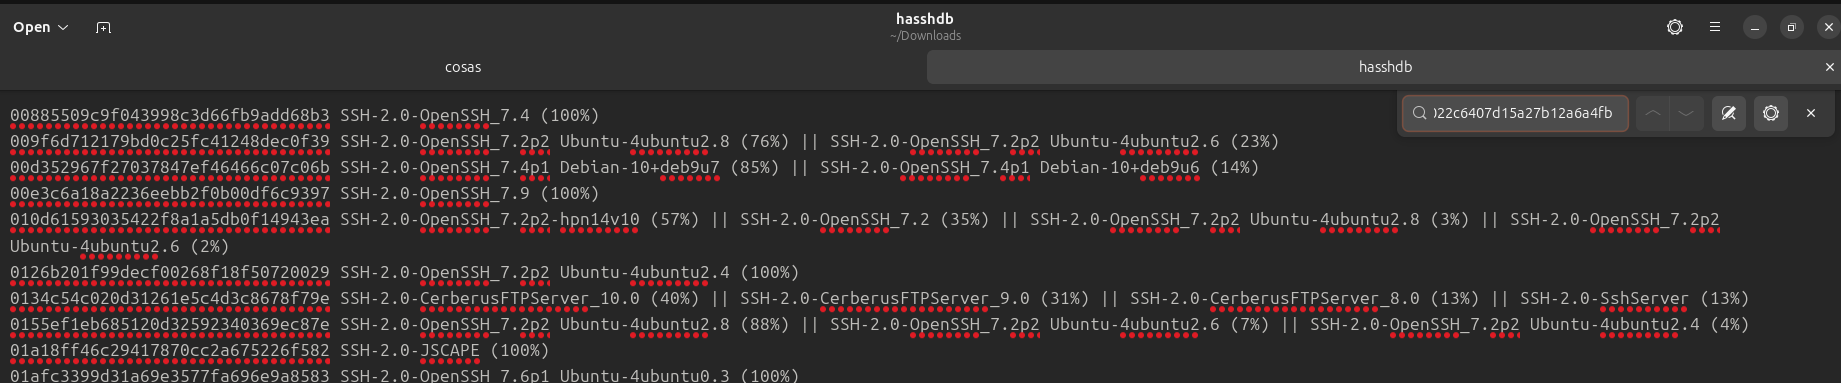 Open
hasshdb
~/Downloads
cosas
hasshdb
022c6407d15a27b12a6a4fb
00885509c9f043998c3d66fb9add68b3 SSH-2.0-OpenSSH_7.4 (100%)
009f6d712179bd0c25fc41248dec0f39 SSH-2.0-OpenSSH_7.2p2 Ubuntu-4ubuntu2.8 (76%) || SSH-2.0-OpenSSH_7.2p2 Ubuntu-4ubuntu2.6 (23%)
00d352967f27037847ef46466c07c06b SSH-2.0-OpenSSH_7.4p1 Debian-10+deb9u7 (85%) || SSH-2.0-OpenSSH_7.4p1 Debian-10+deb9u6 (14%)
00e3c6a18a2236eebb2f0b00df6c9397 SSH-2.0-OpenSSH_7.9 (100%)
010d61593035422f8a1a5db0f14943ea SSH-2.0-OpenSSH_7.2p2-hpn14v10 (57%) || SSH-2.0-OpenSSH_7.2 (35%) || SSH-2.0-OpenSSH_7.2p2 Ubuntu-4ubuntu2.8 (3%) || SSH-2.0-OpenSSH_7.2p2
Ubuntu-4ubuntu2.6 (2%)
0126b201f99decf00268f18f50720029 SSH-2.0-OpenSSH_7.2p2 Ubuntu-4ubuntu2.4 (100%)
0134c54c020d31261e5c4d3c8678f79e SSH-2.0-CerberusFTPServer_10.0 (40%) || SSH-2.0-CerberusFTPServer_9.0 (31%) || SSH-2.0-CerberusFTPServer_8.0 (13%) || SSH-2.0-SshServer (13%)
0155ef1eb685120d32592340369ec87e SSH-2.0-OpenSSH_7.2p2 Ubuntu-4ubuntu2.8 (88%) || SSH-2.0-OpenSSH_7.2p2 Ubuntu-4ubuntu2.6 (7%) || SSH-2.0-OpenSSH_7.2p2 Ubuntu-4ubuntu2.4 (4%)
01a18ff46c29417870cc2a675226f582 SSH-2.0-JSCAPE (100%)
01afc3399d31a69e3577fa696e9a8583 SSH-2.0-OpenSSH_7.6p1 Ubuntu-4ubuntu0.3 (100%)